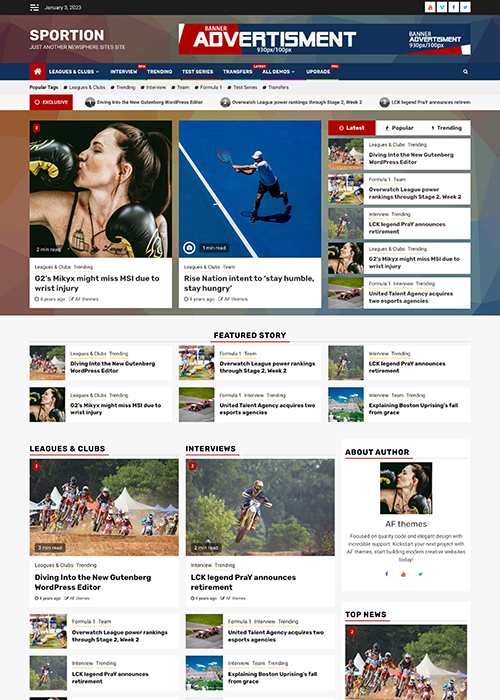 January 3, 2023
SPORTION
JUST ANOTHER NEWSPHERE SITES SITE
BANNER
ADVERTISMENT
930px/100px
BANNER
ADVERTISMENT
930px/100px
LEAGUES & CLUBS
INTERVIEW
NEW
TRENDING
TEST SERIES
TRANSFERS
LATEST
ALL DEMOS
UPGRADE
PRO
Popular Tags # Leagues & Clubs # Trending # Interview # Team # Formula 1 # Test Series # Transfers
EXCLUSIVE
1 Diving Into the New Gutenberg WordPress Editor
2 Overwatch League power rankings through Stage 2, Week 2
3 LCK legend PraY announces retirem
2
2 min read
Leagues & Clubs Trending
G2's Mikyx might miss MSI due to
wrist injury
4 years ago AF themes
1 min read
Leagues & Clubs Team
Rise Nation intent to 'stay humble,
stay hungry'
4 years ago AF themes
Latest Popular Trending
Leagues & Clubs Trending
Diving Into the New Gutenberg
WordPress Editor
Formula 1 Team
Overwatch League power
rankings through Stage 2, Week 2
Interview Trending
LCK legend PraY announces
retirement
Leagues & Clubs Trending
G2's Mikyx might miss MSI due to
wrist injury
Formula 1 Interview Trending
United Talent Agency acquires
two esports agencies
FEATURED STORY
Leagues & Clubs Trending
Diving Into the New Gutenberg
WordPress Editor
Formula 1 Team
Overwatch League power rankings
through Stage 2, Week 2
Interview Trending
LCK legend PraY announces
retirement
Leagues & Clubs Trending
G2's Mikyx might miss MSI due to
wrist injury
Formula 1 Interview Trending
United Talent Agency acquires two
esports agencies
Interview Team Trending
Explaining Boston Uprising's fall
from grace
LEAGUES & CLUBS
2
3 min read
Leagues & Clubs Trending
Diving Into the New Gutenberg
WordPress Editor
4 years ago AF themes
Formula 1 Team
Overwatch League power rankings
through Stage 2, Week 2
Interview Trending
LCK legend PraY announces
retirement
INTERVIEWS
2
2 min read
Interview Trending
LCK legend PraY announces
retirement
4 years ago AF themes
Formula 1 Interview Trending
United Talent Agency acquires two
esports agencies
Interview Team Trending
Explaining Boston Uprising's fall
from grace
ABOUT AUTHOR
AF themes
Focused on quality code and elegant design with
incredible support. Kickstart your next project with
AF themes, start building modern creative websites
today!
TOP NEWS
2